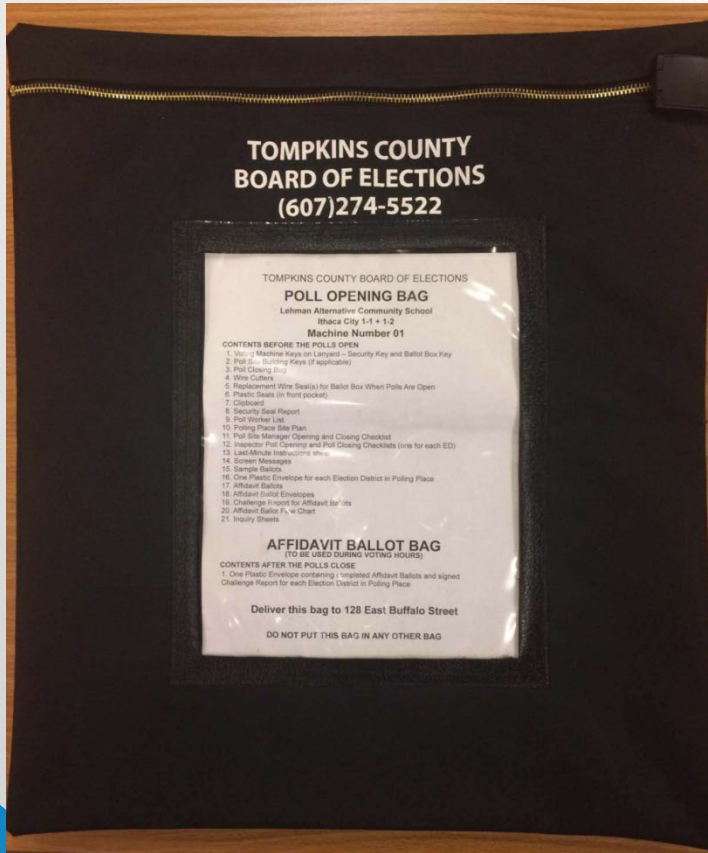 TOMPKINS COUNTY
BOARD OF ELECTIONS
(607)274-5522
TOMPKINS COUNTY BOARD OF ELECTIONS
POLL OPENING BAG
Lehman Alternative Community School
Ithaca City 1-1 + 1-2
Machine Number 01
CONTENTS BEFORE THE POLLS OPEN
1. Voting Machine Keys on Lanyard – Security Key and Ballot Box Key
2. Poll Site Building Keys (if applicable)
3. Poll Closing Bag
4. Wire Cutters
5. Replacement Wire Seal(s) for Ballot Box When Polls Are Open
6. Plastic Seals (in front pocket)
7. Clipboard
8. Security Seal Report
9. Poll Worker List
10. Polling Place Site Plan
11. Poll Site Manager Opening and Closing Checklist
12. Inspector Poll Opening and Poll Closing Checklists (one for each ED)
13. Last-Minute Instructions sheet
14. Screen Messages
15. Sample Ballots
16. One Plastic Envelope for each Election District in Polling Place
17. Affidavit Ballots
18. Affidavit Ballot Envelopes
19. Challenge Report for Affidavit Ballots
20. Affidavit Ballot Flow Chart
21. Inquiry Sheets
AFFIDAVIT BALLOT BAG
(TO BE USED DURING VOTING HOURS)
CONTENTS AFTER THE POLLS CLOSE
1. One Plastic Envelope containing completed Affidavit Ballots and signed
Challenge Report for each Election District in Polling Place
Deliver this bag to 128 East Buffalo Street
DO NOT PUT THIS BAG IN ANY OTHER BAG